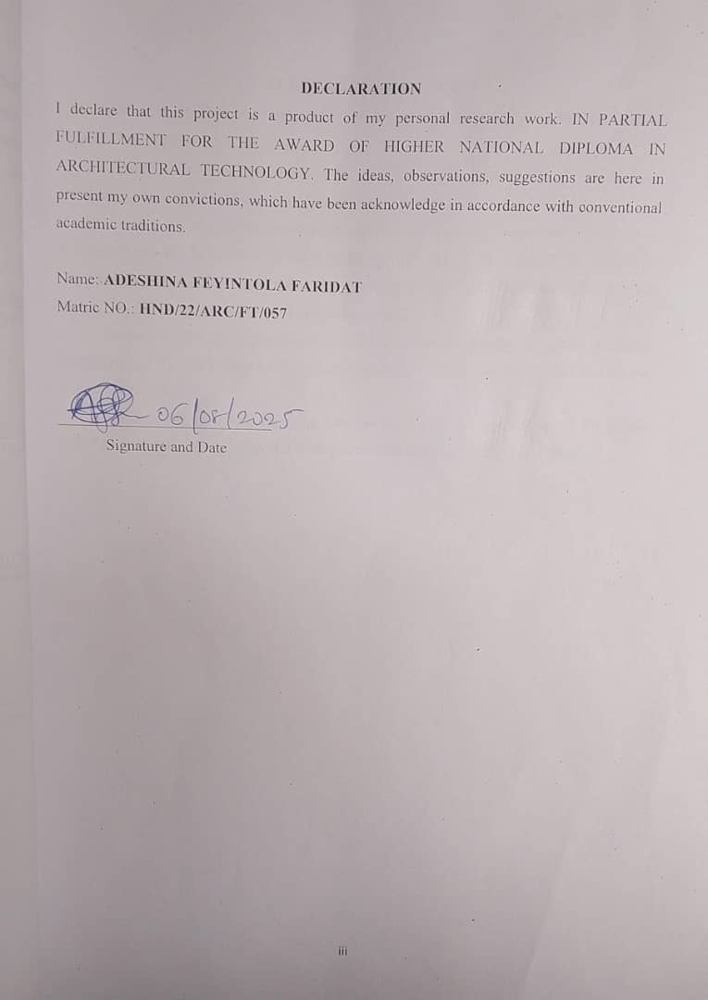 DECLARATION
I declare that this project is a product of my personal research work. IN PARTIAL
FULFILLMENT FOR THE AWARD OF HIGHER NATIONAL DIPLOMA IN
ARCHITECTURAL TECHNOLOGY. The ideas, observations, suggestions are here in
present my own convictions, which have been acknowledge in accordance with conventional
academic traditions.
Name: ADESHINA FEYINTOLA FARIDAT
Matric NO.: HND/22/ARC/FT/057
06/08/2025
Signature and Date
iii